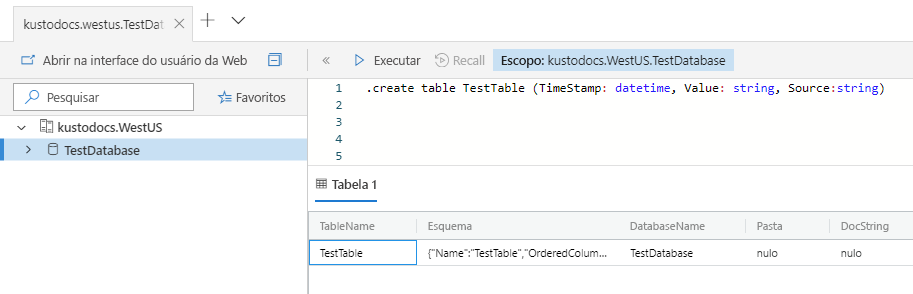 kustodocs.westus.TestDat
Abrir na interface do usuário da Web
Executar
Recall
Escopo: kustodocs.WestUS.TestDatabase
Pesquisar
Favoritos
kustodocs.WestUS
TestDatabase
1 .create table TestTable (TimeStamp: datetime, Value: string, Source:string)
2
3
4
5
Tabela 1
TableName Esquema DatabaseName Pasta DocString
TestTable {"Name":"TestTable","OrderedColum... TestDatabase nulo nulo